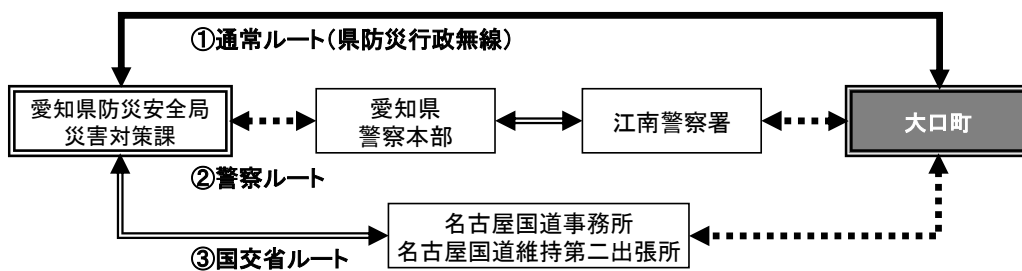 ①通常ルート（県防災行政無線）
愛知県防災安全局
災害対策課
愛知県
警察本部
江南警察署
大口町
②警察ルート
名古屋国道事務所
名古屋国道維持第二出張所
③国交省ルート